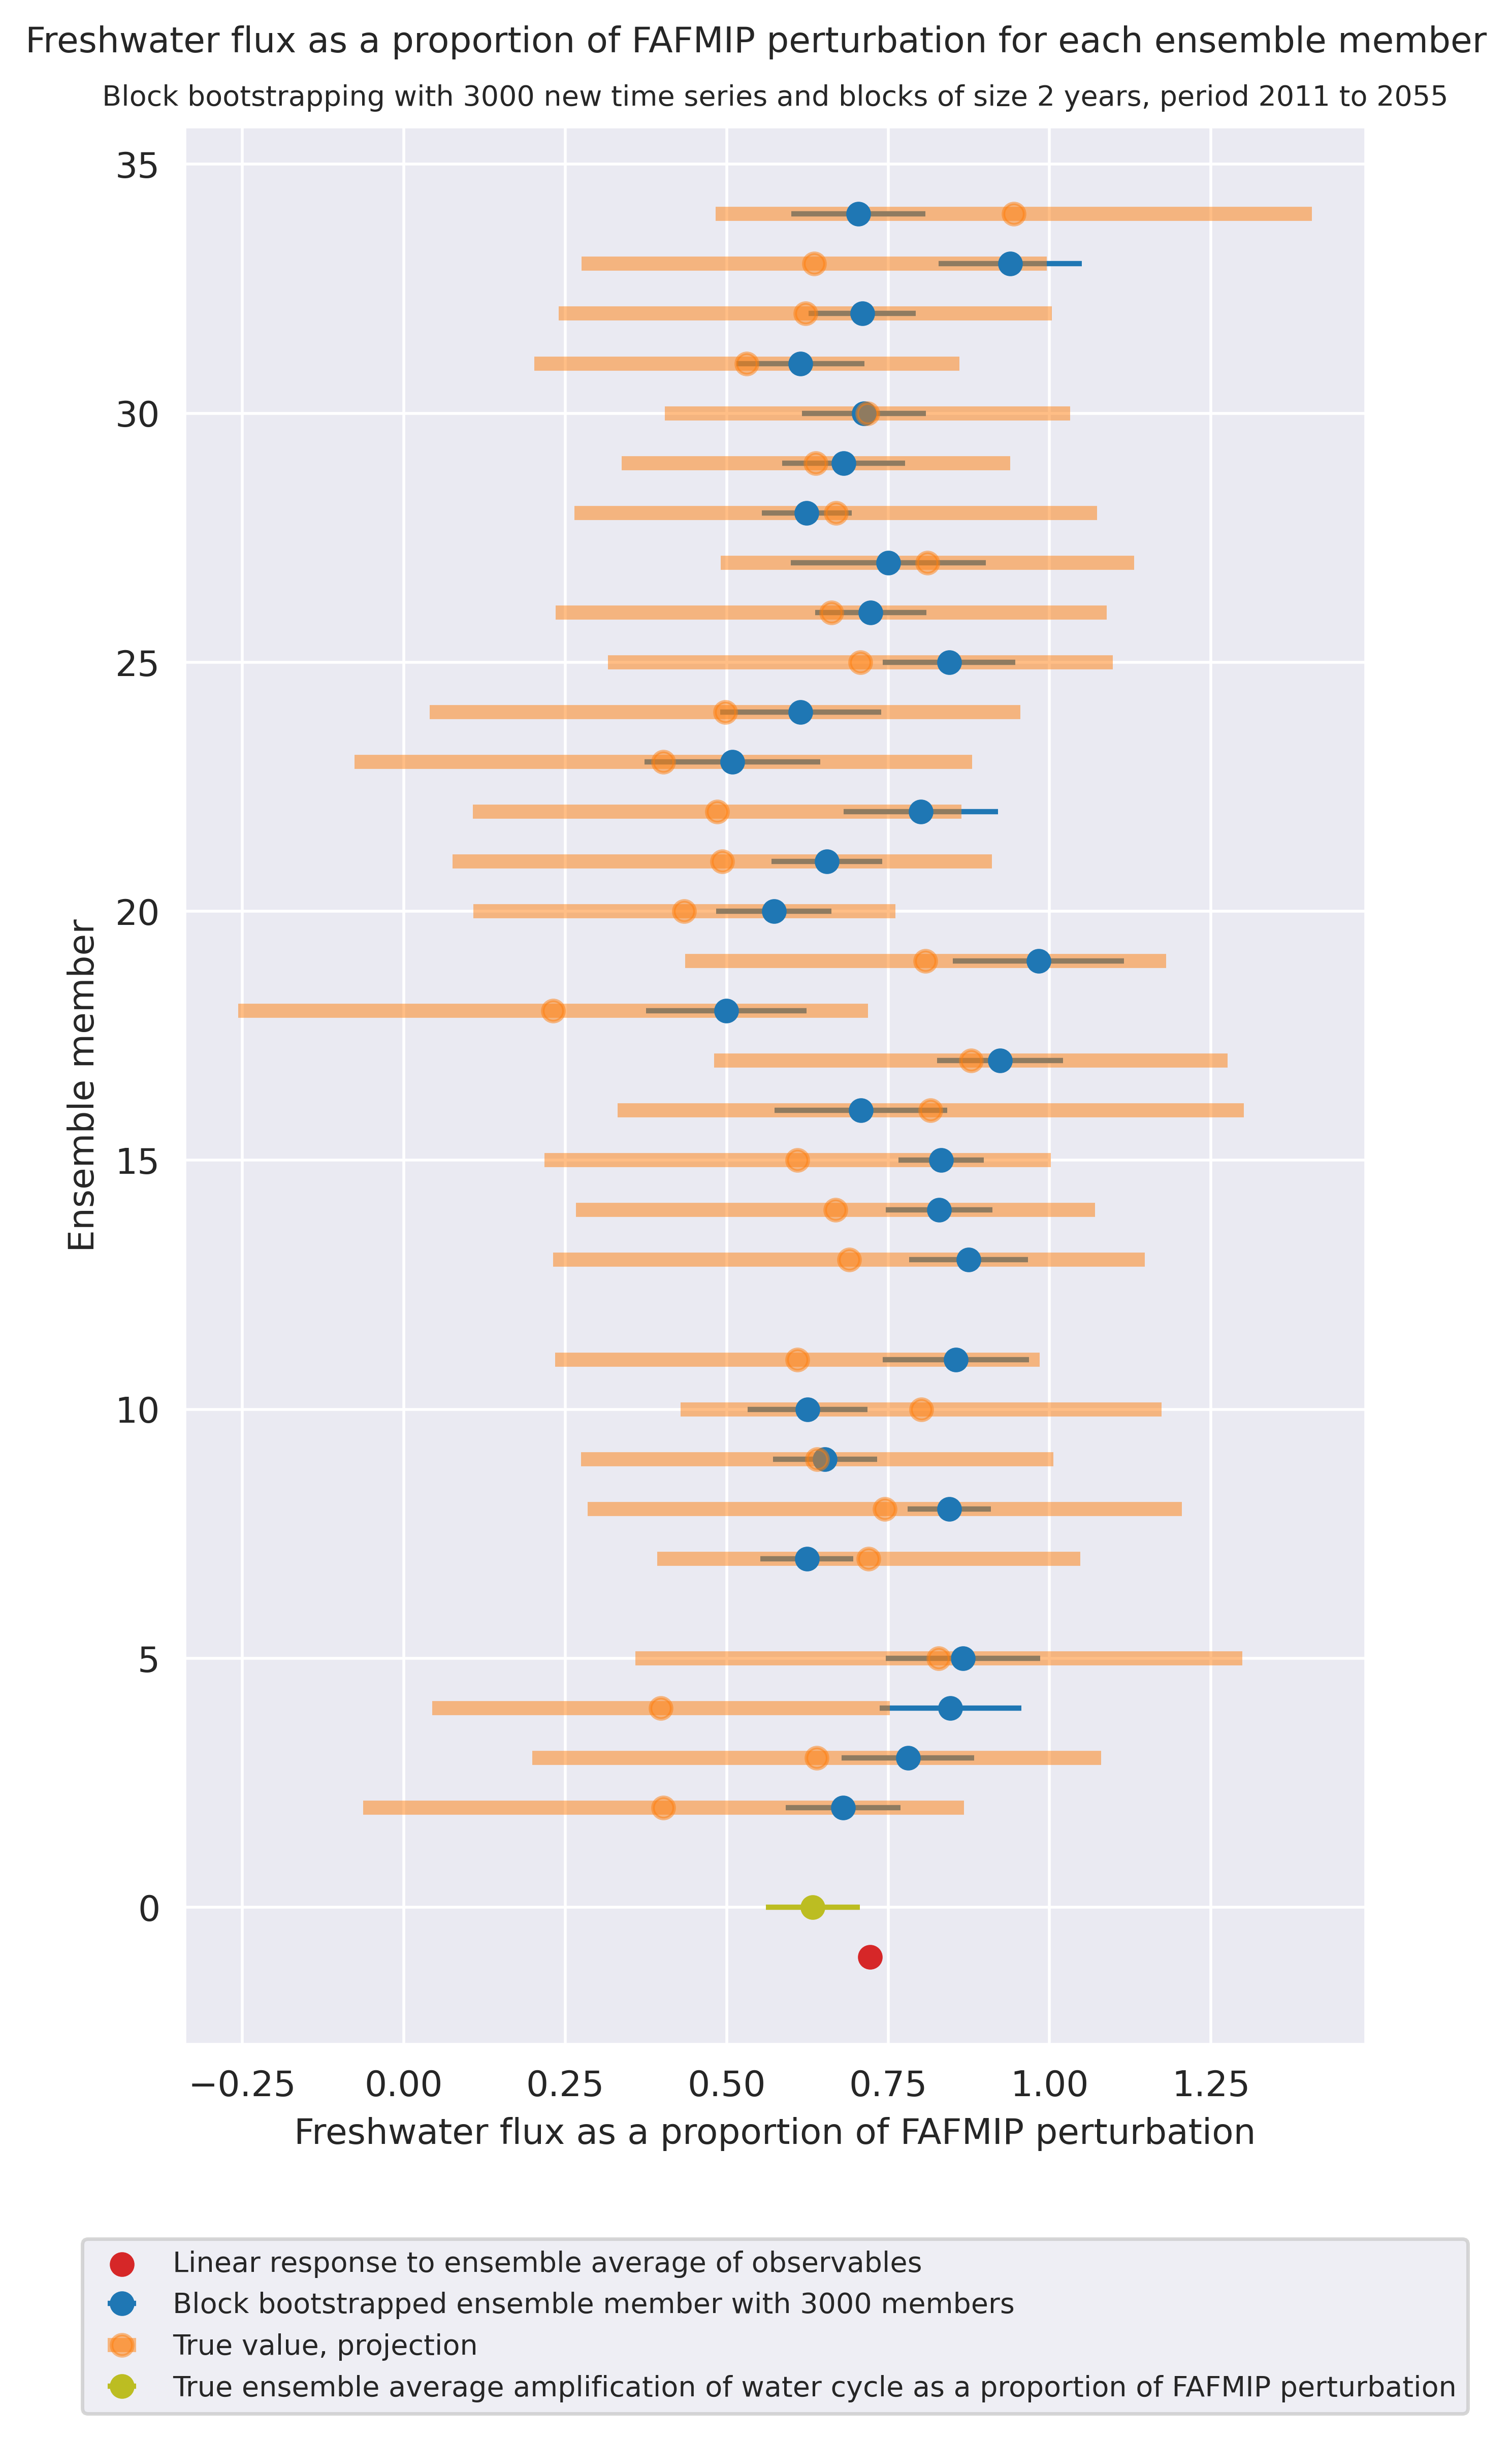 Freshwater flux as a proportion of FAFMIP perturbation for each ensemble member
Block bootstrapping with 3000 new time series and blocks of size 2 years, period 2011 to 2055
35
30
25
20
15
10
5
0
Ensemble member
−0.25 0.00 0.25 0.50 0.75 1.00 1.25
Freshwater flux as a proportion of FAFMIP perturbation
Linear response to ensemble average of observables
Block bootstrapped ensemble member with 3000 members
True value, projection
True ensemble average amplification of water cycle as a proportion of FAFMIP perturbation